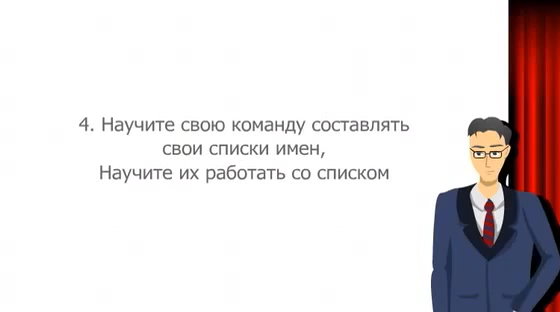 4. Научите свою команду составлять
свои списки имен,
Научите их работать со списком